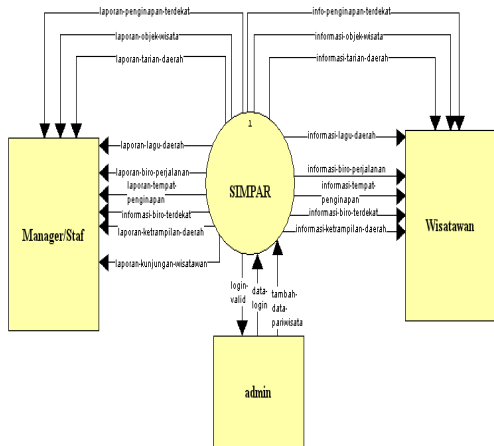 laporan-penginapan-terdekat
info-penginapan-terdekat
laporan-objek-wisata
informasi-objek-wisata
laporan-tarian-daerah
informasi-tarian-daerah
1
laporan-lagu-daerah
informasi-lagu-daerah
laporan-biro-perjalanan
informasi-biro-perjalanan
laporan-tempat-
penginapan
SIMPAR
informasi-tempat-
penginapan
informasi-biro-terdekat
informasi-biro-terdekat
Manager/Staf
Wisatawan
laporan-ketrampilan-daerah
informasi-ketrampilan-daerah
laporan-kunjungan-wisatawan
login-
valid
data-
login
tambah-
data-
pariwisata
admin